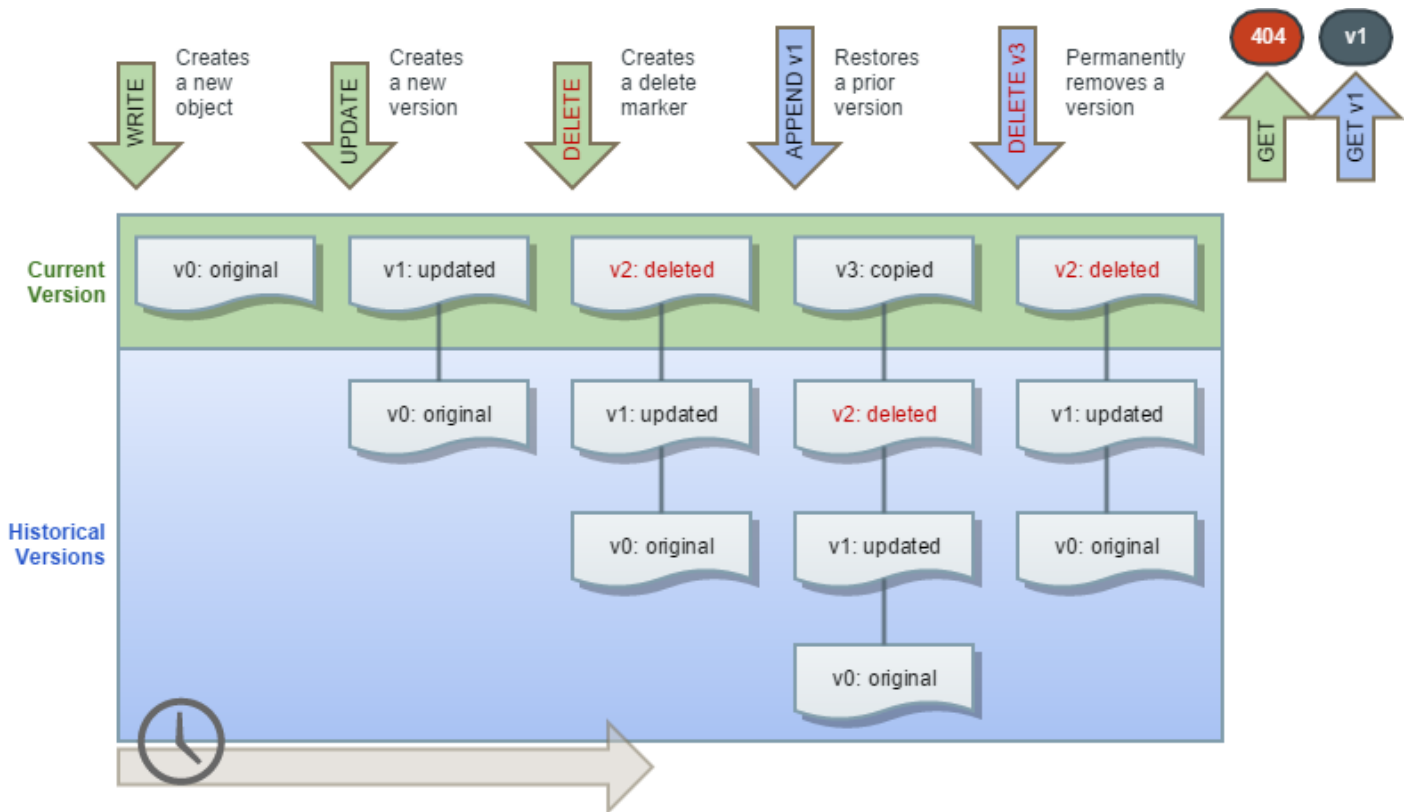 WRITE
Creates
a new
object
UPDATE
Creates
a new
version
DELETE
Creates
a delete
marker
APPEND v1
Restores
a prior
version
DELETE v3
Permanently
removes a
version
404
GET
v1
GET v1
Current
Version
v0: original
v1: updated
v2: deleted
v3: copied
v2: deleted
Historical
Versions
v0: original
v1: updated
v2: deleted
v1: updated
v0: original
v1: updated
v0: original
v0: original